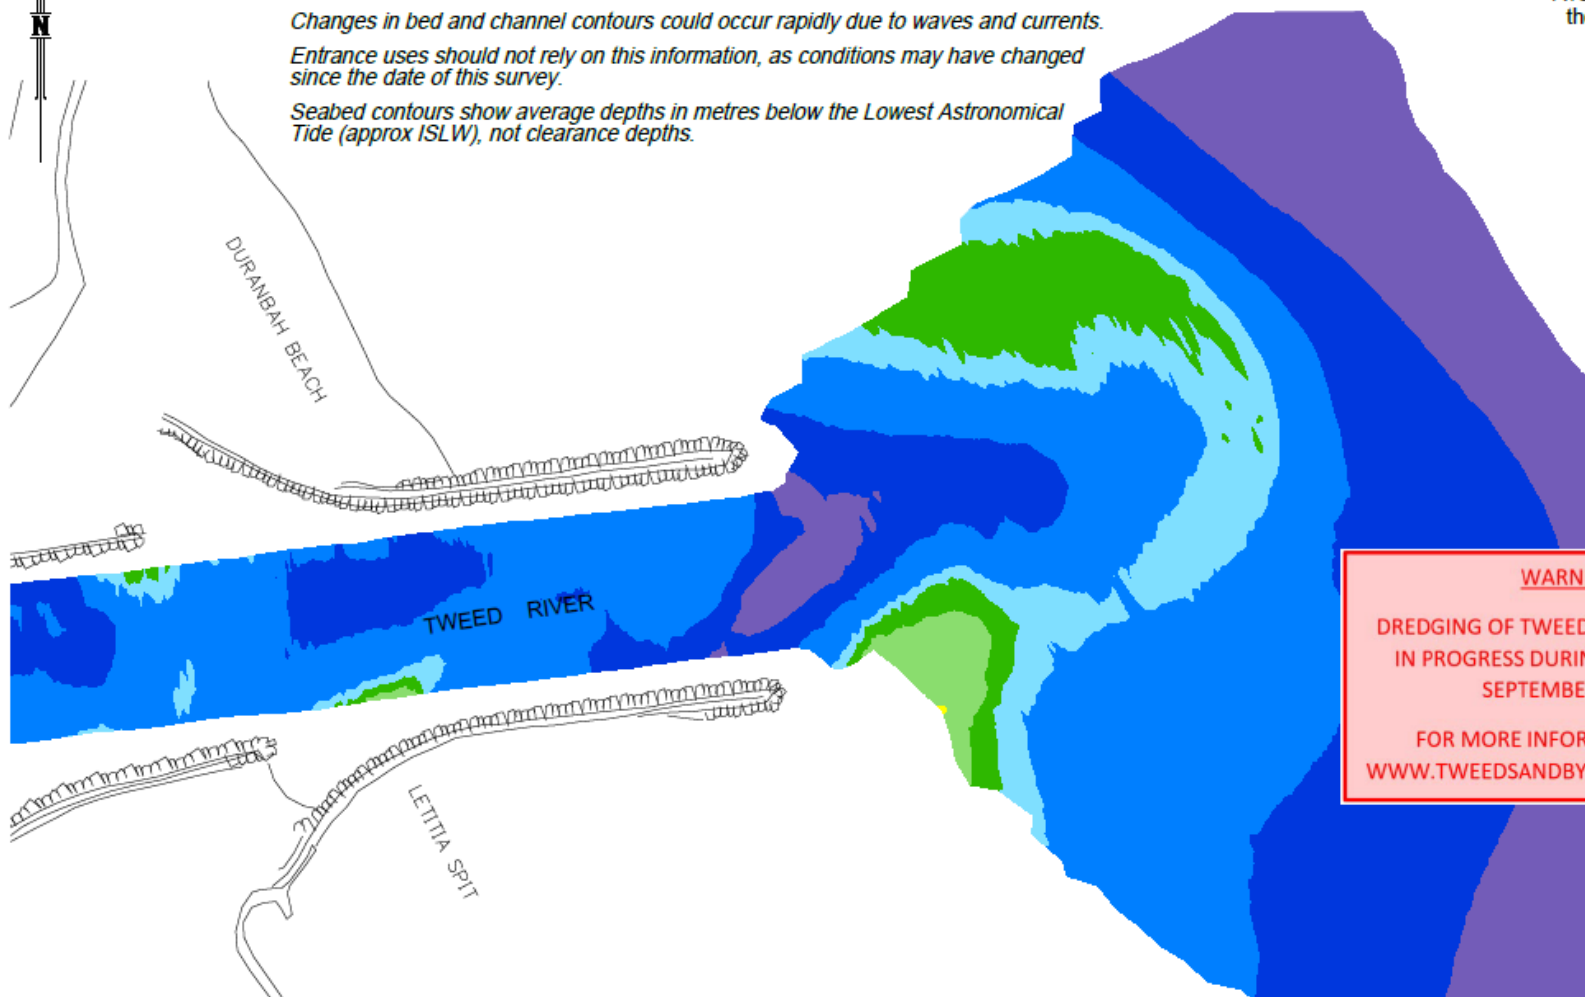 N
Changes in bed and channel contours could occur rapidly due to waves and currents.
Entrance uses should not rely on this information, as conditions may have changed
since the date of this survey.
Seabed contours show average depths in metres below the Lowest Astronomical
Tide (approx ISLW), not clearance depths.
DURANBAH BEACH
TWEED RIVER
LETITIA SPIT
WARN
DREDGING OF TWEED
IN PROGRESS DURIN
SEPTEMBE
FOR MORE INFOR
WWW.TWEEDSANDBY